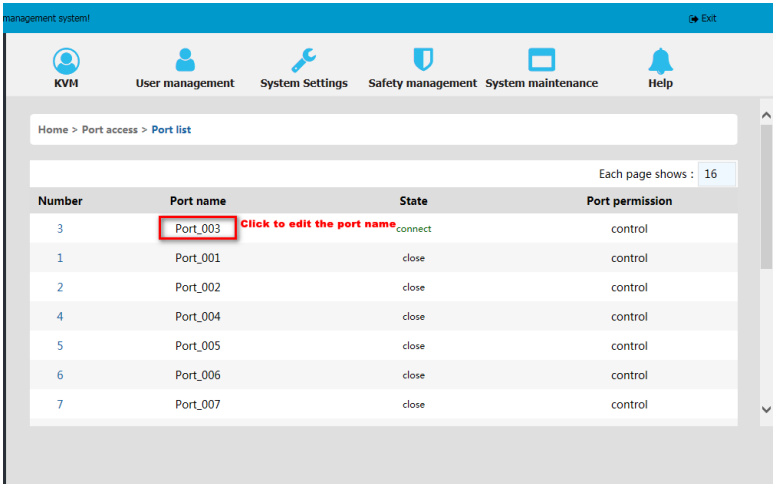 management system! Exit
KVM User management System Settings Safety management System maintenance Help
Home > Port access > Port list
Each page shows : 16
Number Port name State Port permission
3 Port_003 Click to edit the port name connect control
1 Port_001 close control
2 Port_002 close control
4 Port_004 close control
5 Port_005 close control
6 Port_006 close control
7 Port_007 close control